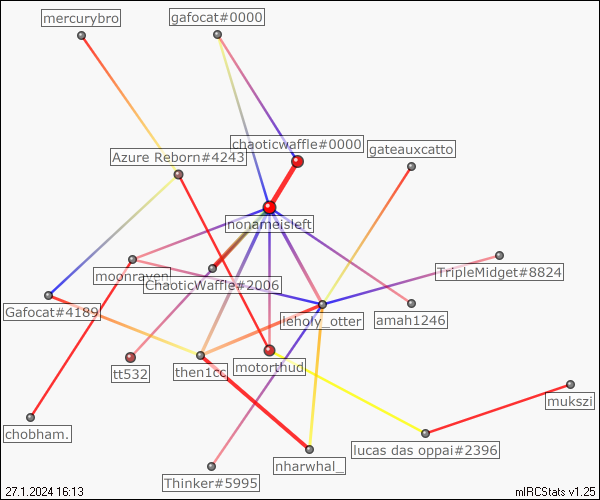 mercurybro
gafocat#0000
chaoticwaffle#0000
gateauxcatto
Azure Reborn#4243
nonameisleft
moonraven
TripleMidget#8824
ChaoticWaffle#2006
Gafocat#4189
leholy_otter
amah1246
tt532
then1cc
motorthud
mukszi
chobham.
lucas das oppai#2396
nharwhal_
Thinker#5995
27.1.2024 16:13
mIRCStats v1.25